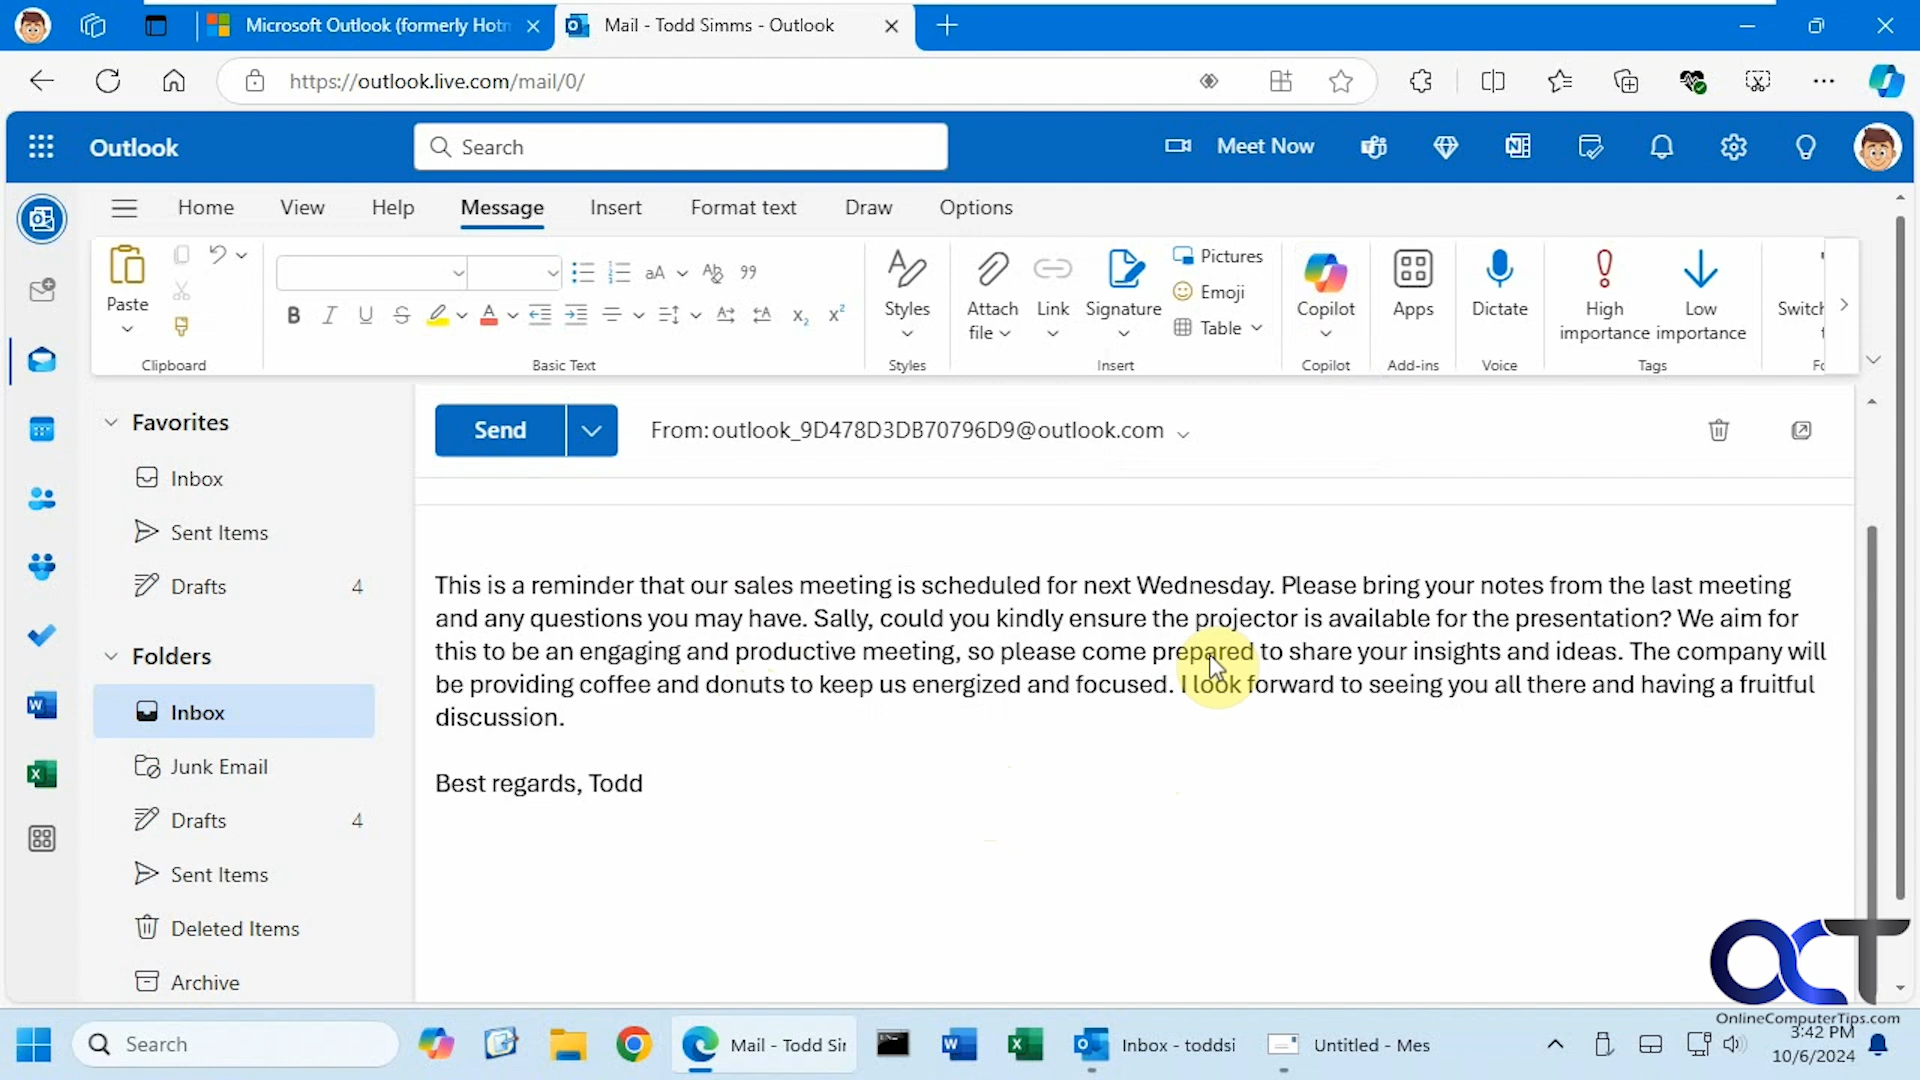 Microsoft Outlook (formerly Hotm
Mail - Todd Simms - Outlook
https://outlook.live.com/mail/0/
Outlook
Search
Meet Now
Home
View
Help
Message
Insert
Format text
Draw
Options
Paste
Clipboard
Basic Text
Styles
Styles
Attach file
Link
Signature
Pictures
Emoji
Table
Insert
Copilot
Copilot
Apps
Add-ins
Dictate
Voice
High importance
Low importance
Tags
Switch
Favorites
Inbox
Sent Items
Drafts 4
Folders
Inbox
Junk Email
Drafts 4
Sent Items
Deleted Items
Archive
Send
From: outlook_9D478D3DB70796D9@outlook.com
This is a reminder that our sales meeting is scheduled for next Wednesday. Please bring your notes from the last meeting
and any questions you may have. Sally, could you kindly ensure the projector is available for the presentation? We aim for
this to be an engaging and productive meeting, so please come prepared to share your insights and ideas. The company will
be providing coffee and donuts to keep us energized and focused. I look forward to seeing you all there and having a fruitful
discussion.
Best regards, Todd
OCT
OnlineComputerTips.com
Search
Mail - Todd Sir
Inbox - toddsi
Untitled - Mes
3:42 PM
10/6/2024